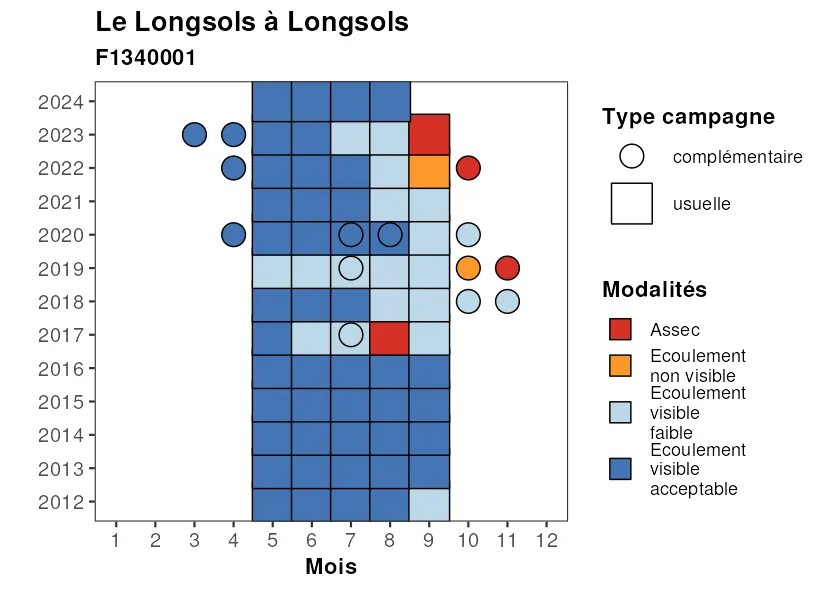 Le Longsols à Longsols
F1340001
2024
2023
2022
2021
2020
2019
2018
2017
2016
2015
2014
2013
2012
1 2 3 4 5 6 7 8 9 10 11 12
Mois
Type campagne
complémentaire
usuelle
Modalités
Assec
Ecoulement
non visible
Ecoulement
visible
faible
Ecoulement
visible
acceptable